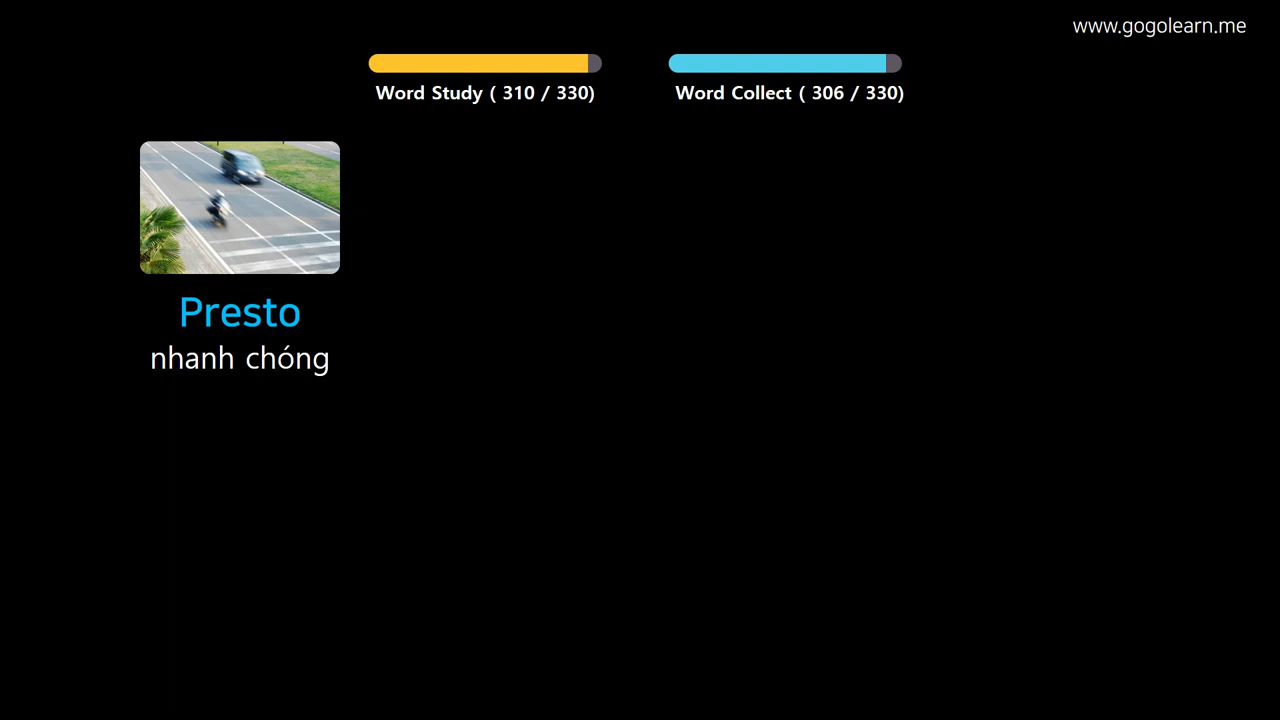 www.gogolearn.me
Word Study ( 310 / 330)
Word Collect ( 306 / 330)
Presto
nhanh chóng